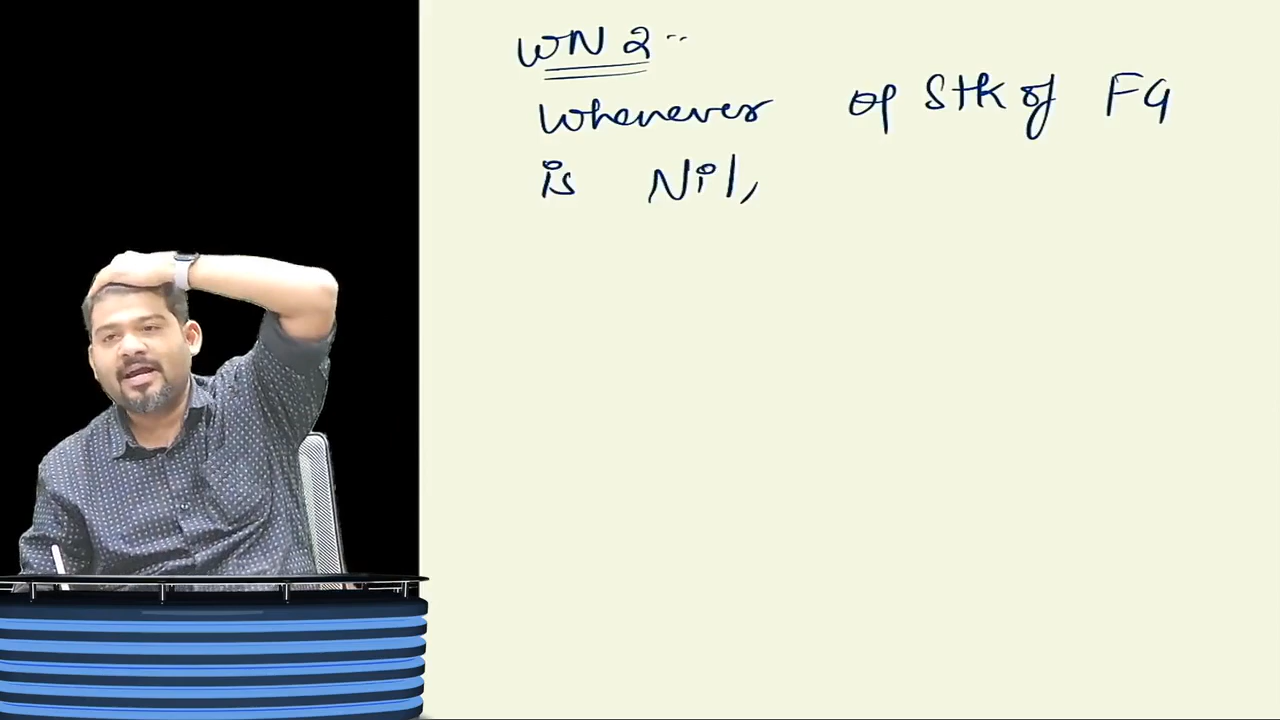 WN 2 --
Whenever op Stk of FG
is Nil,